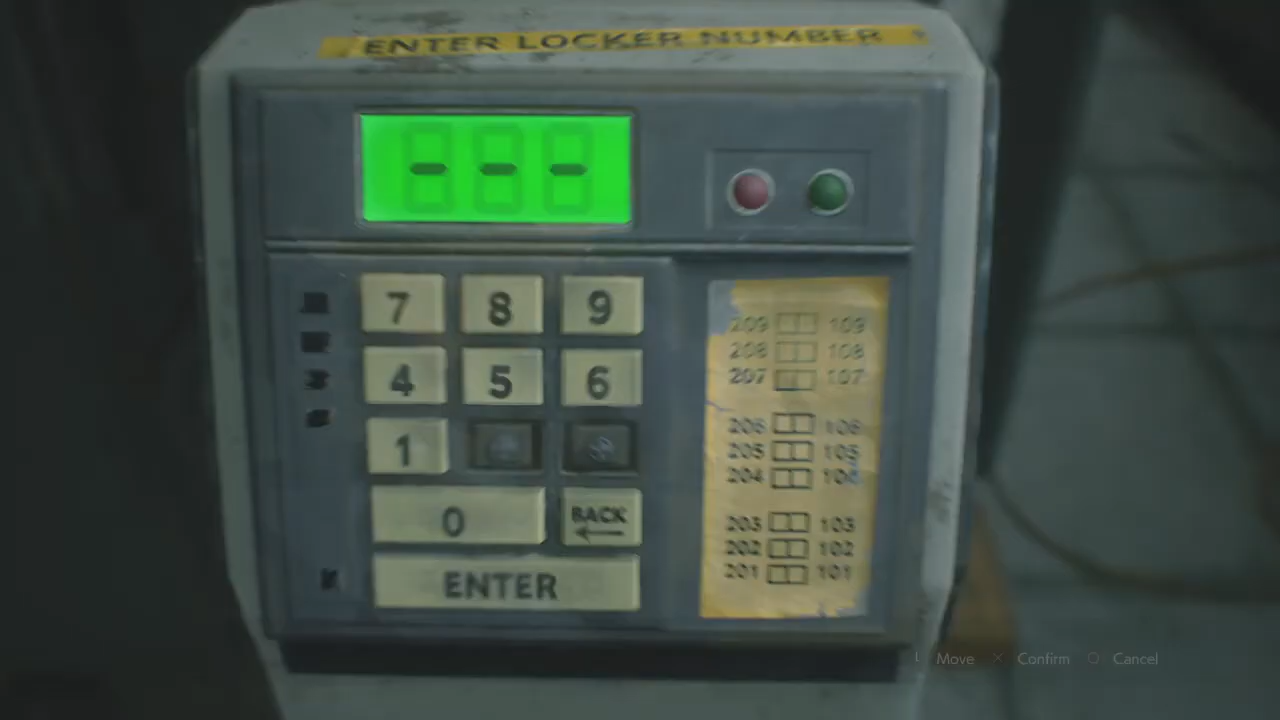 ENTER LOCKER NUMBER
- - -
7 8 9
4 5 6
1
0 BACK
ENTER
209 109
208 108
207 107
206 106
205 105
204 104
203 103
202 102
201 101
L Move X Confirm O Cancel